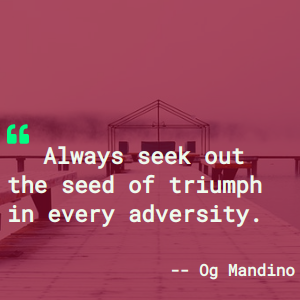 “
Always seek out
the seed of triumph
in every adversity.
-- Og Mandino